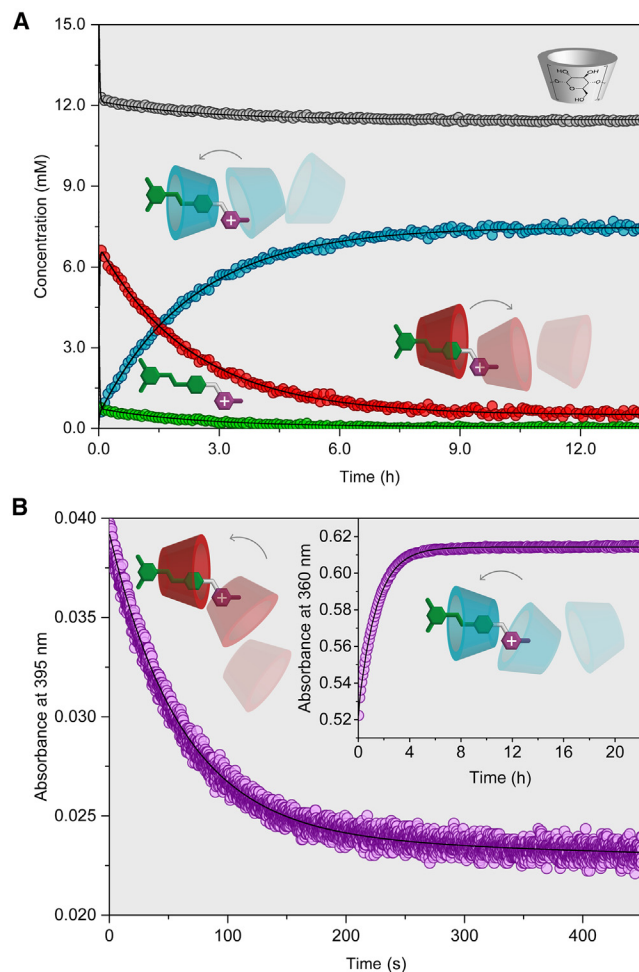 A
15.0
12.0
9.0
6.0
3.0
0.0
Concentration (mM)
0.0 3.0 6.0 9.0 12.0
Time (h)
HO OH
O
O
O
HO
+
+
+
B
0.040
0.035
0.030
0.025
0.020
Absorbance at 395 nm
0 100 200 300 400
Time (s)
+
0.62
0.60
0.58
0.56
0.54
0.52
Absorbance at 360 nm
0 4 8 12 16 20
Time (h)
+